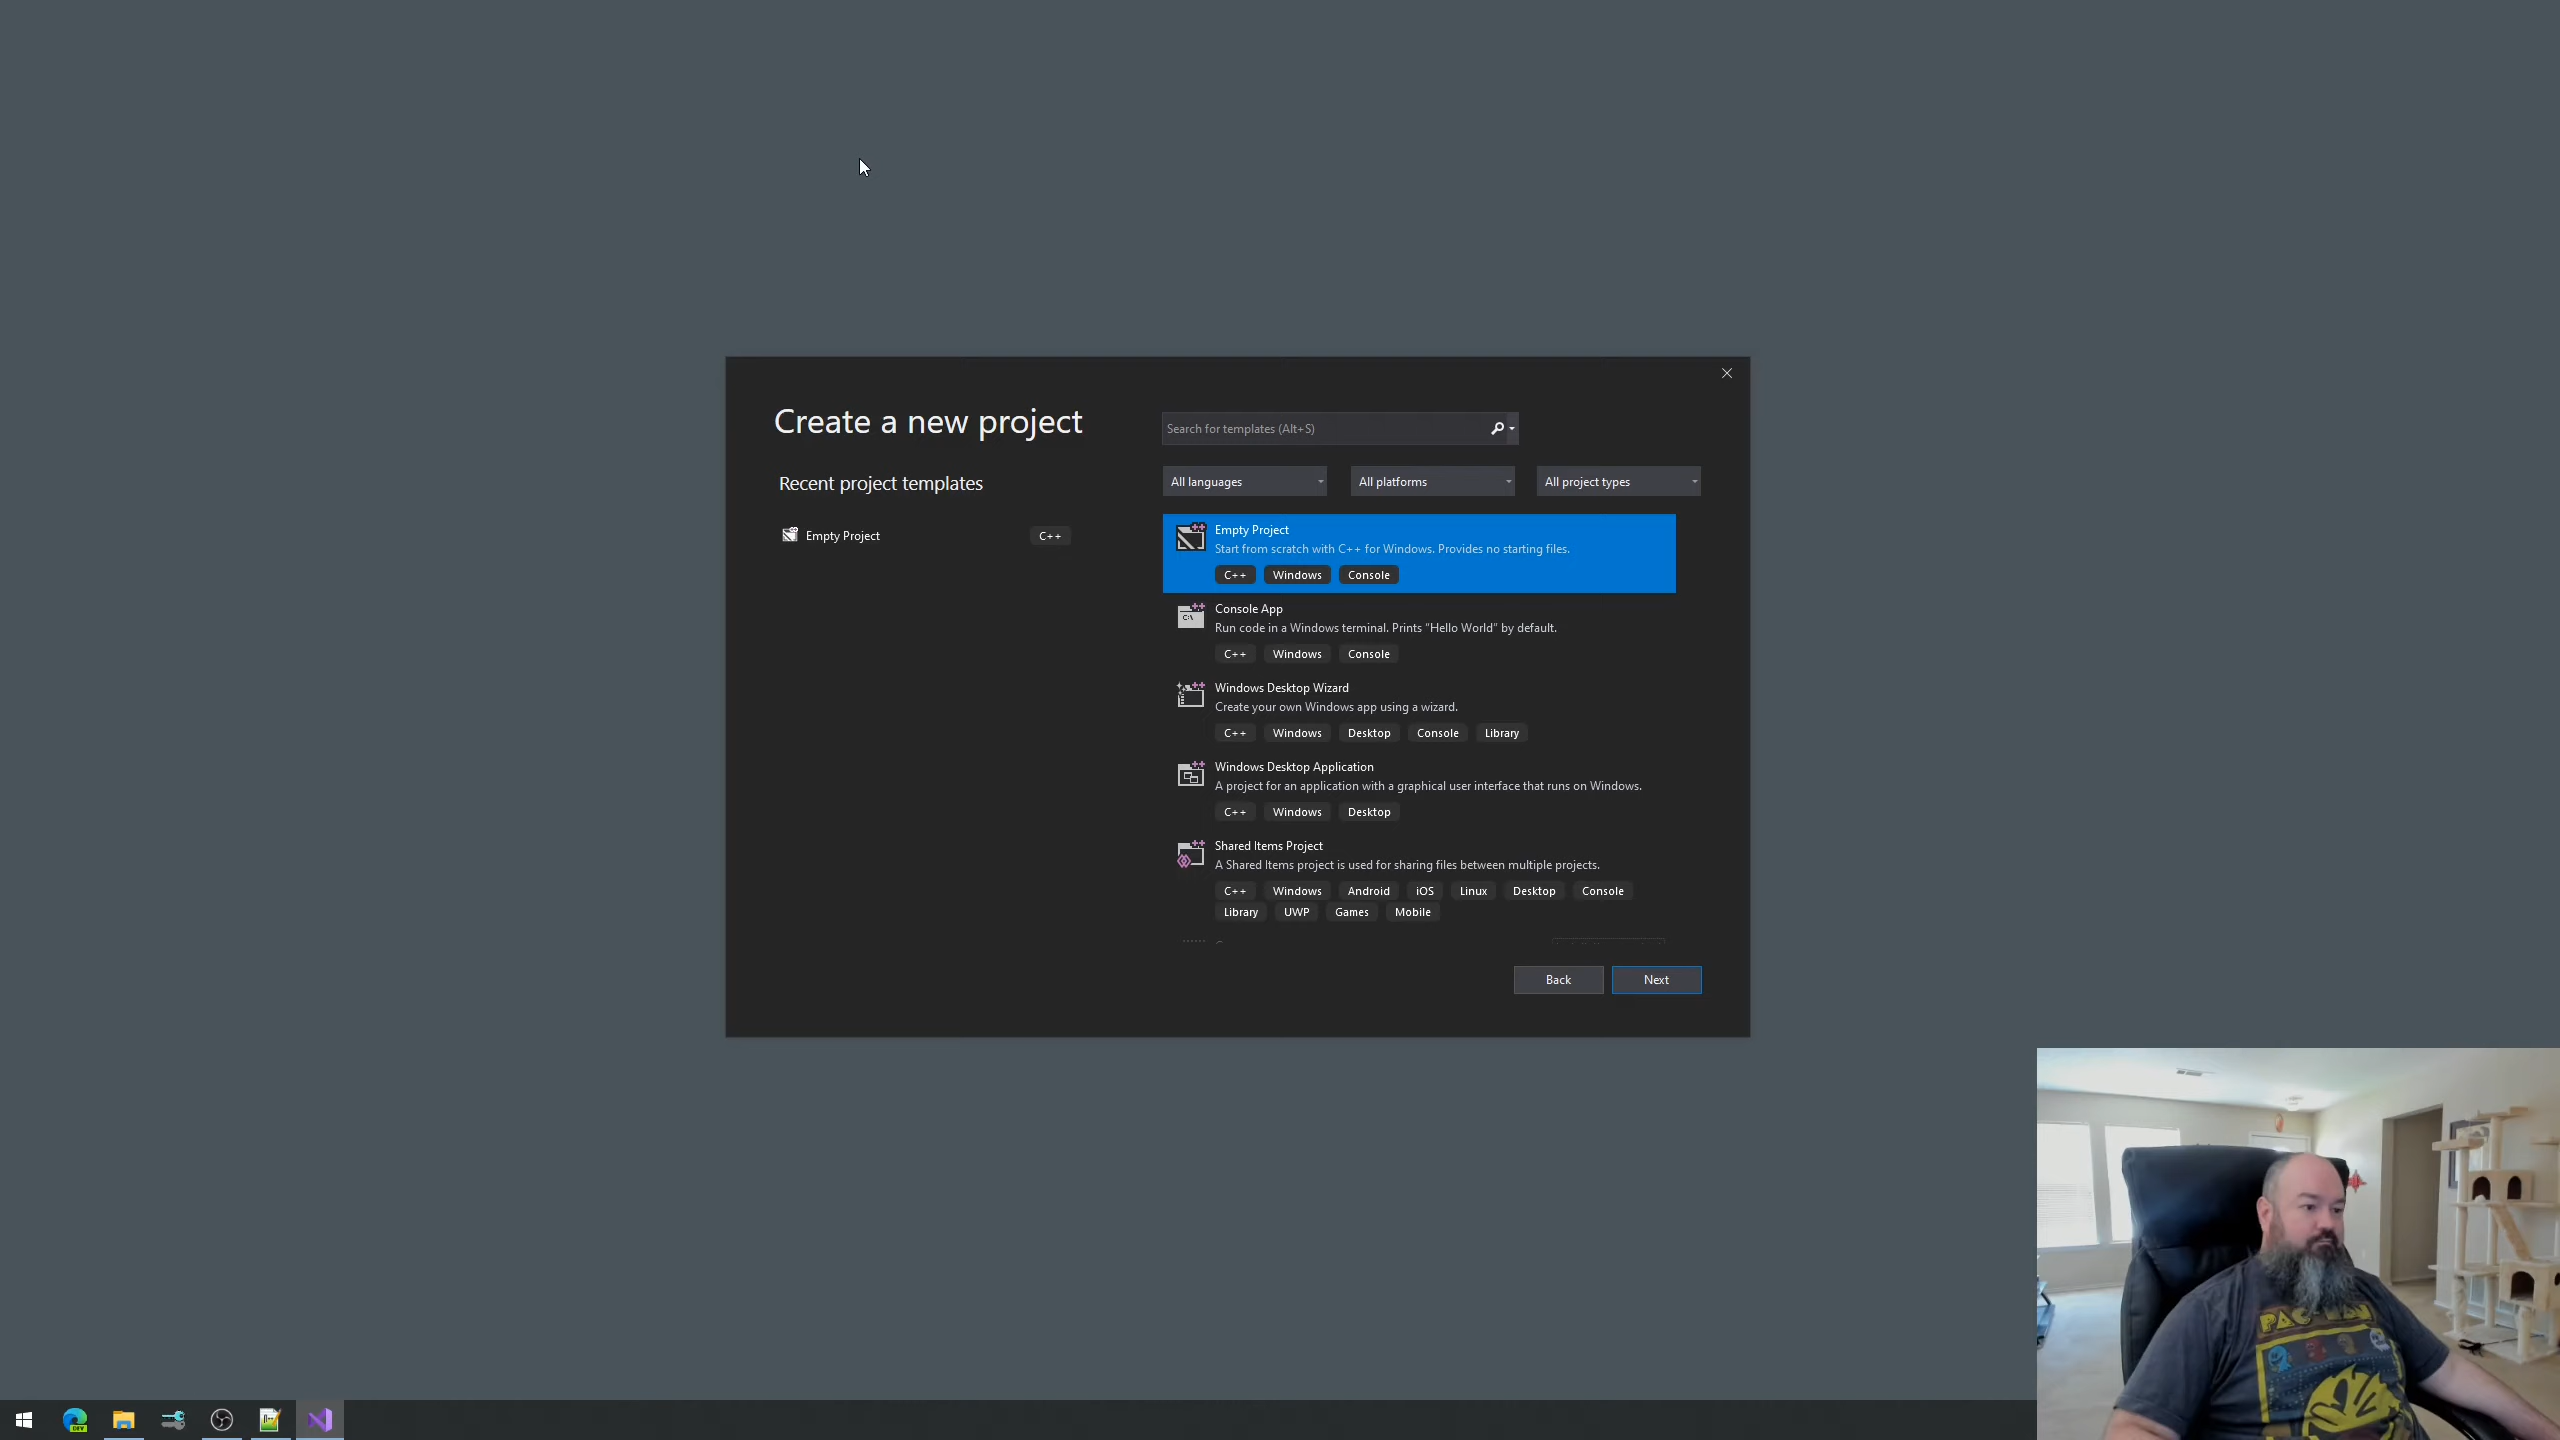 Create a new project
Search for templates (Alt+S)
Recent project templates
All languages
All platforms
All project types
Empty Project
C++
Empty Project
Start from scratch with C++ for Windows. Provides no starting files.
C++ Windows Console
Console App
Run code in a Windows terminal. Prints "Hello World" by default.
C++ Windows Console
Windows Desktop Wizard
Create your own Windows app using a wizard.
C++ Windows Desktop Console Library
Windows Desktop Application
A project for an application with a graphical user interface that runs on Windows.
C++ Windows Desktop
Shared Items Project
A Shared Items project is used for sharing files between multiple projects.
C++ Windows Android iOS Linux Desktop Console
Library UWP Games Mobile
Back
Next
DEV